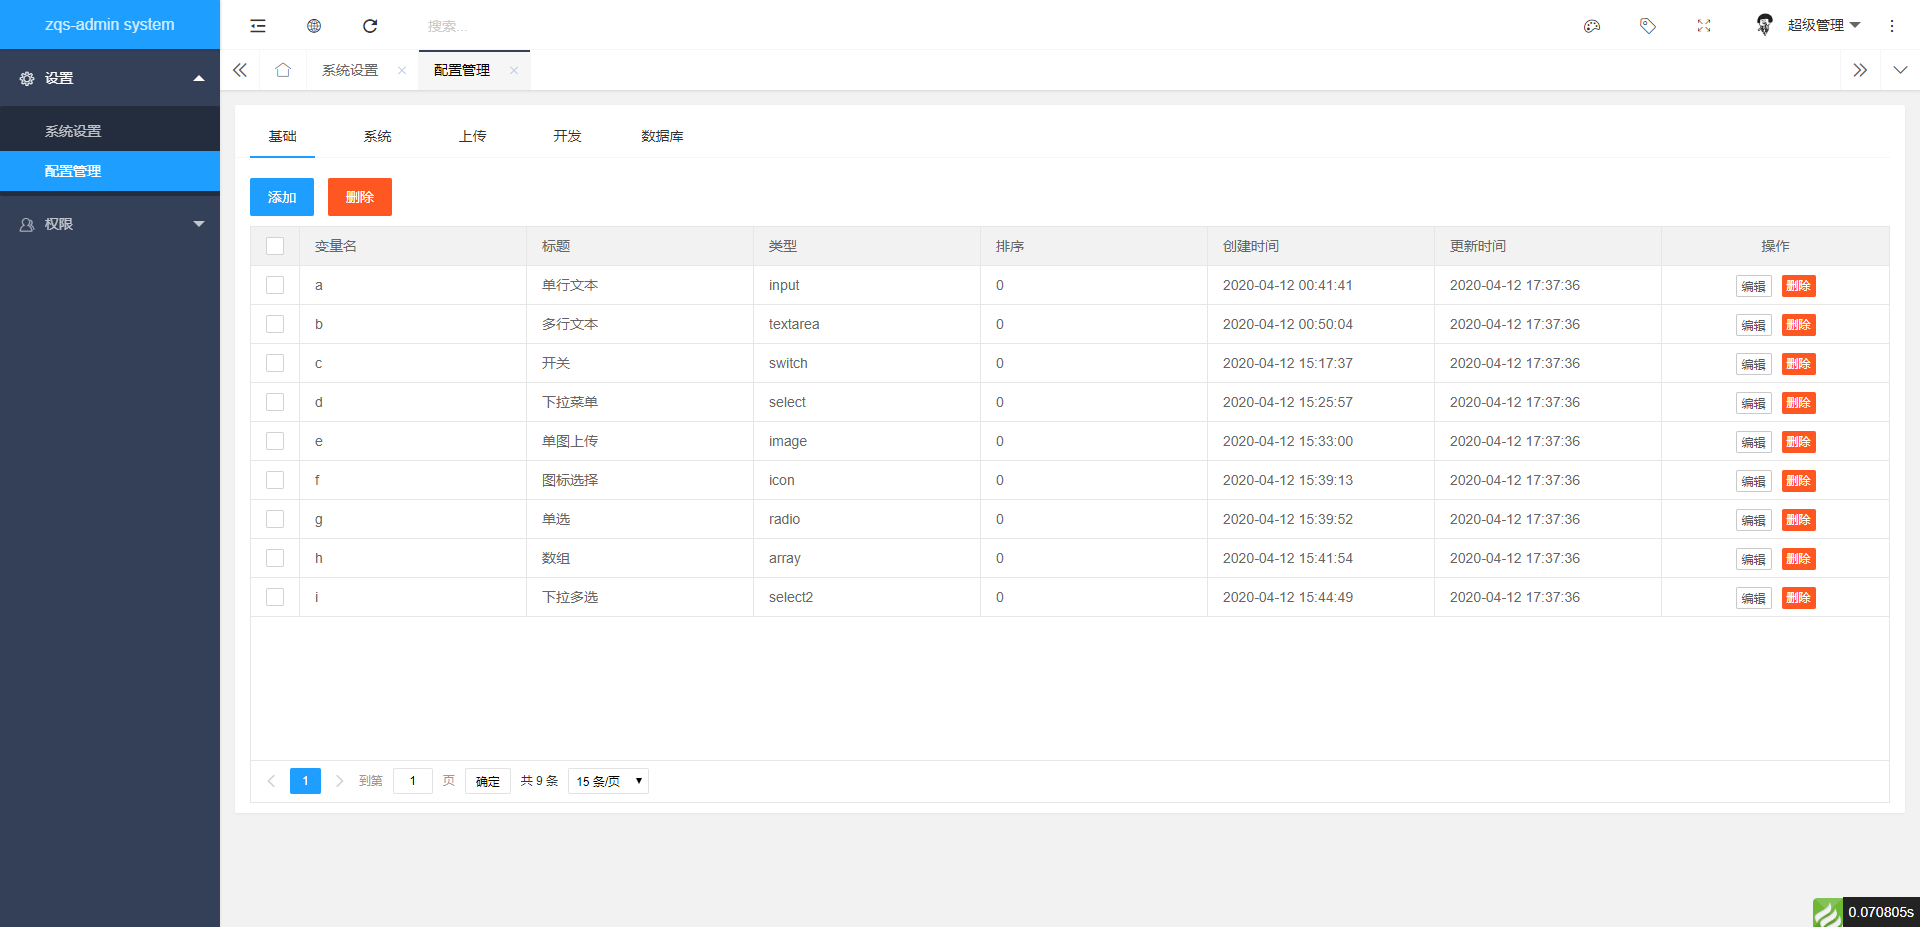 zqs-admin system
搜索...
超级管理
设置
系统设置
配置管理
权限
系统设置
配置管理
基础 系统 上传 开发 数据库
添加 删除
变量名 标题 类型 排序 创建时间 更新时间 操作
a 单行文本 input 0 2020-04-12 00:41:41 2020-04-12 17:37:36 编辑 删除
b 多行文本 textarea 0 2020-04-12 00:50:04 2020-04-12 17:37:36 编辑 删除
c 开关 switch 0 2020-04-12 15:17:37 2020-04-12 17:37:36 编辑 删除
d 下拉菜单 select 0 2020-04-12 15:25:57 2020-04-12 17:37:36 编辑 删除
e 单图上传 image 0 2020-04-12 15:33:00 2020-04-12 17:37:36 编辑 删除
f 图标选择 icon 0 2020-04-12 15:39:13 2020-04-12 17:37:36 编辑 删除
g 单选 radio 0 2020-04-12 15:39:52 2020-04-12 17:37:36 编辑 删除
h 数组 array 0 2020-04-12 15:41:54 2020-04-12 17:37:36 编辑 删除
i 下拉多选 select2 0 2020-04-12 15:44:49 2020-04-12 17:37:36 编辑 删除
1 到第 1 页 确定 共 9 条 15 条/页
0.070805s